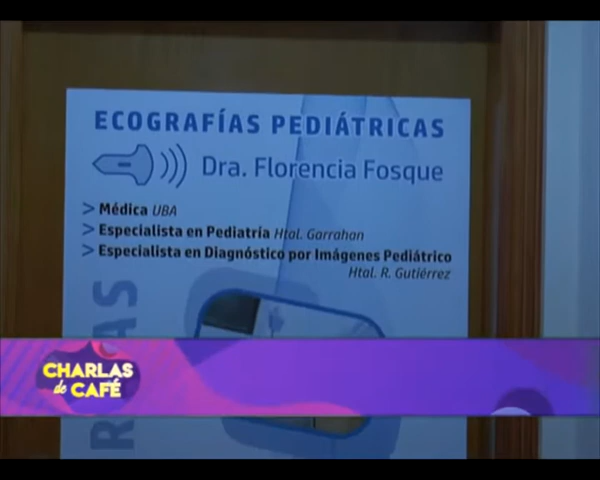 ECOGRAFÍAS PEDIÁTRICAS
Dra. Florencia Fosque
> Médica UBA
> Especialista en Pediatría Htal. Garrahan
> Especialista en Diagnóstico por Imágenes Pediátrico
Htal. R. Gutiérrez
CHARLAS
de
CAFÉ